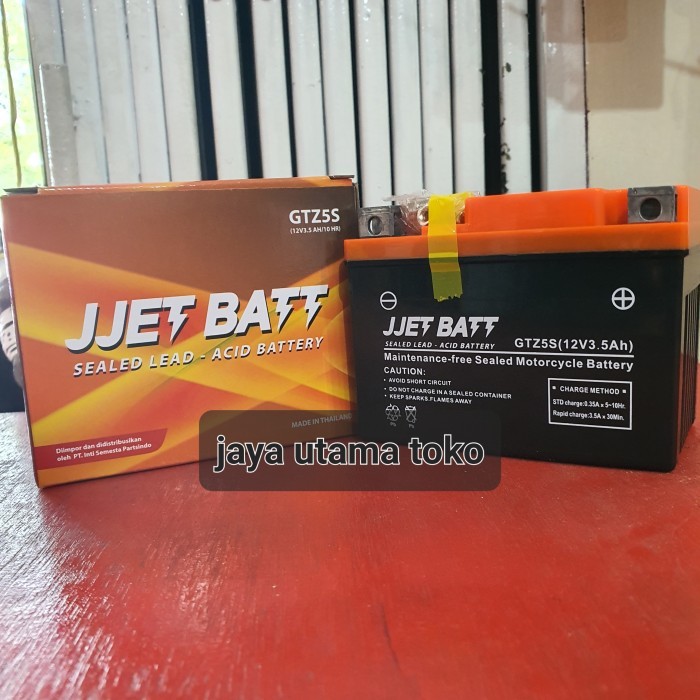 GTZ5S
(12V3.5 AH/10 HR)
JJET BATT
SEALED LEAD - ACID BATTERY
MADE IN THAILAND
Diimpor dan didistribusikan
oleh PT. Inti Semesta Partsindo
JJET BATT
SEALED LEAD - ACID BATTERY
GTZ5S(12V3.5Ah)
Maintenance-free Sealed Motorcycle Battery
CAUTION:
• AVOID SHORT CIRCUIT
• DO NOT CHARGE IN A SEALED CONTAINER
• KEEP SPARKS.FLAMES AWAY
CHARGE METHOD
STD charge:0.35A x 5~10Hr.
Rapid charge:3.5A x 30Min.
Pb Pb
jaya utama toko